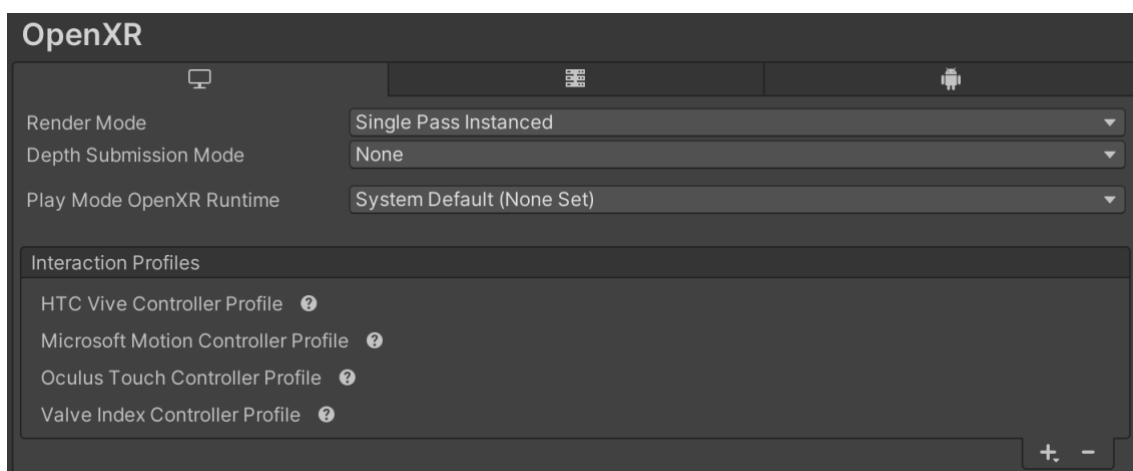 OpenXR
Render Mode Single Pass Instanced
Depth Submission Mode None
Play Mode OpenXR Runtime System Default (None Set)
Interaction Profiles
HTC Vive Controller Profile ?
Microsoft Motion Controller Profile ?
Oculus Touch Controller Profile ?
Valve Index Controller Profile ?
+ -